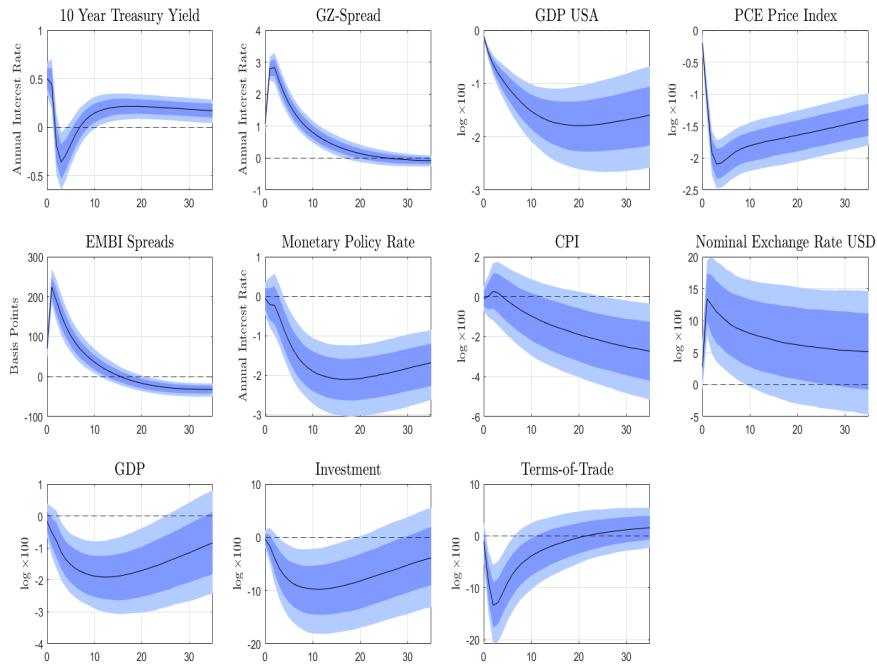 10 Year Treasury Yield
Annual Interest Rate
1
0.5
0
-0.5
0 10 20 30
GZ-Spread
Annual Interest Rate
4
3
2
1
0
-1
0 10 20 30
GDP USA
log ×100
-0
-1
-2
-3
0 10 20 30
PCE Price Index
log ×100
0
-0.5
-1
-1.5
-2
-2.5
0 10 20 30
EMBI Spreads
Basis Points
300
200
100
0
-100
0 10 20 30
Monetary Policy Rate
Annual Interest Rate
1
0
-1
-2
-3
0 10 20 30
CPI
log ×100
2
0
-2
-4
-6
0 10 20 30
Nominal Exchange Rate USD
log ×100
20
15
10
5
0
-5
0 10 20 30
GDP
log ×100
1
0
-1
-2
-3
-4
0 10 20 30
Investment
log ×100
10
0
-10
-20
0 10 20 30
Terms-of-Trade
log ×100
10
0
-10
-20
0 10 20 30